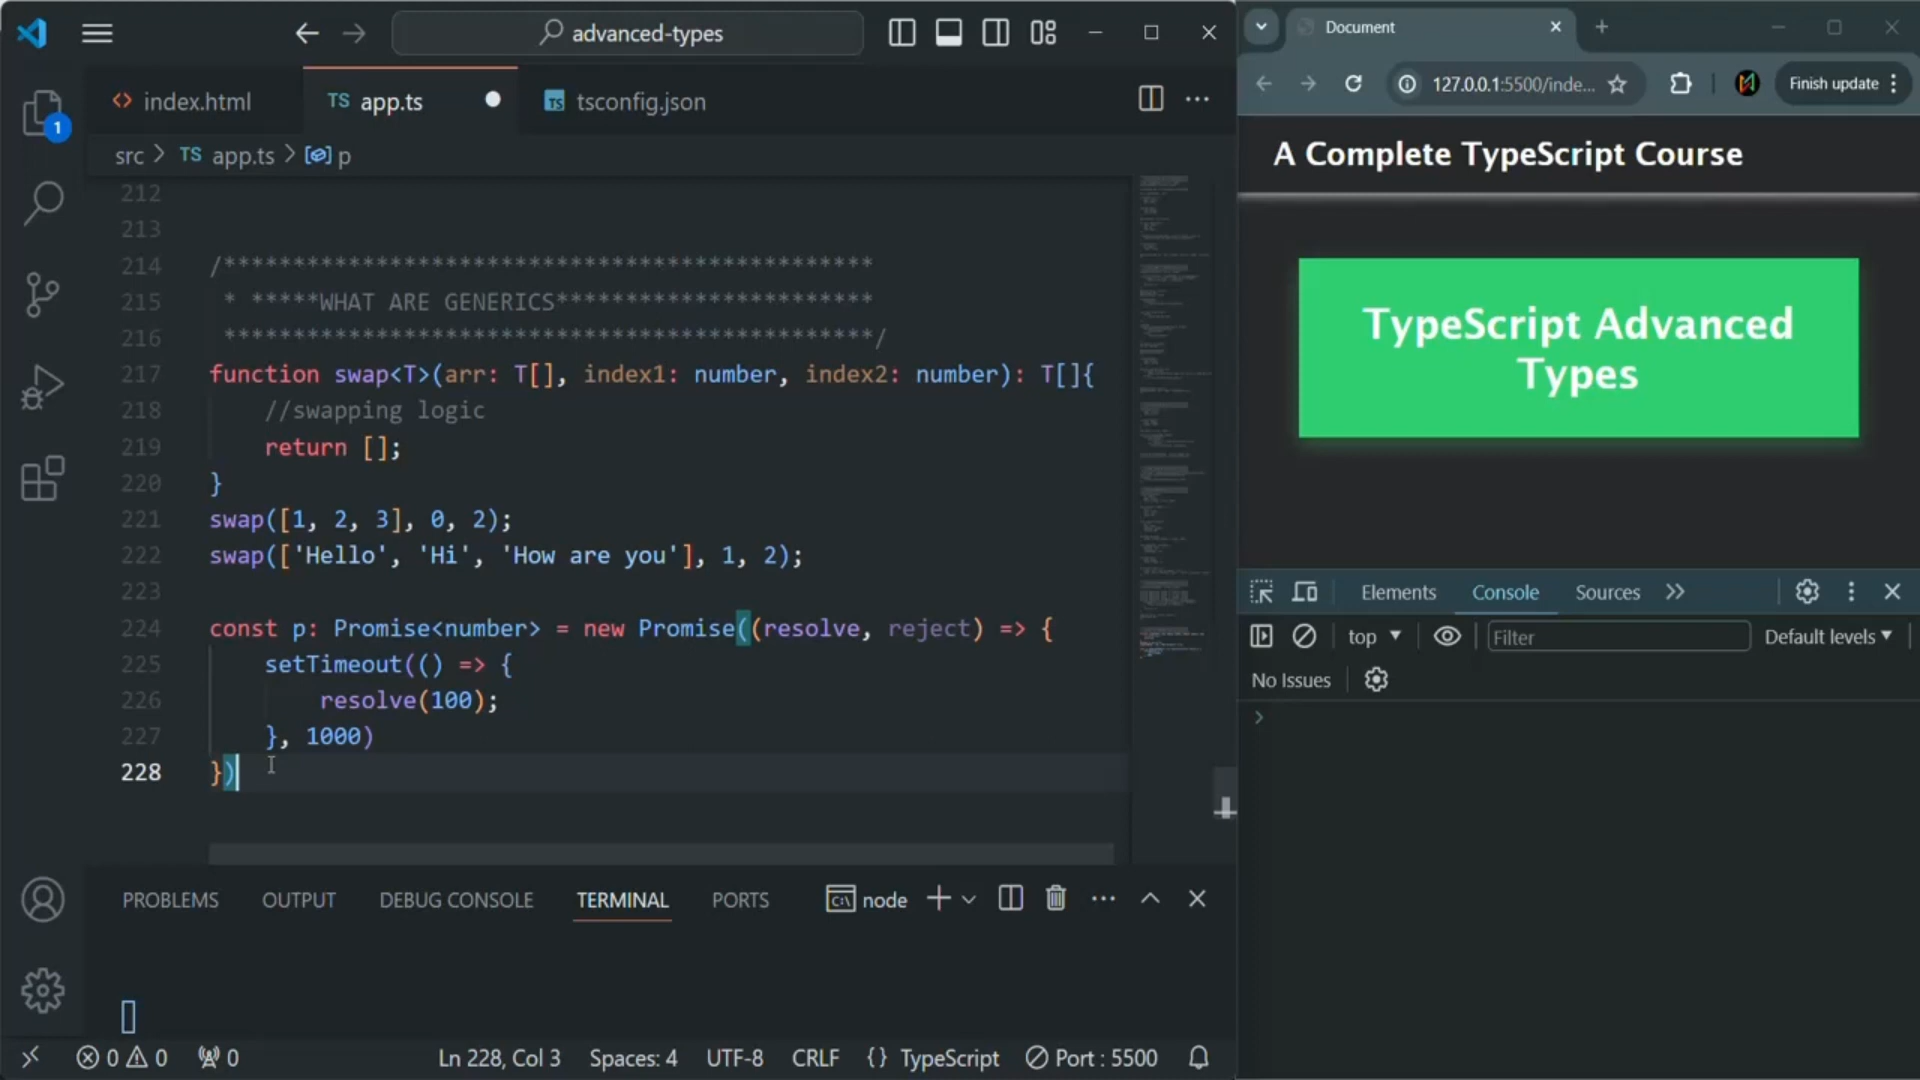 advanced-types
index.html
TS app.ts
TS tsconfig.json
1
src > TS app.ts > p
212
213
214 /***********************************************
215 * *****WHAT ARE GENERICS***********************
216 ***********************************************/
217 function swap<T>(arr: T[], index1: number, index2: number): T[]{
218 //swapping logic
219 return [];
220 }
221 swap([1, 2, 3], 0, 2);
222 swap(['Hello', 'Hi', 'How are you'], 1, 2);
223
224 const p: Promise<number> = new Promise((resolve, reject) => {
225 setTimeout(() => {
226 resolve(100);
227 }, 1000)
228 })
PROBLEMS OUTPUT DEBUG CONSOLE TERMINAL PORTS node
0 0 0 Ln 228, Col 3 Spaces: 4 UTF-8 CRLF {} TypeScript Port : 5500
Document
127.0.0.1:5500/inde...
Finish update
A Complete TypeScript Course
TypeScript Advanced
Types
Elements Console Sources
top Filter Default levels
No Issues